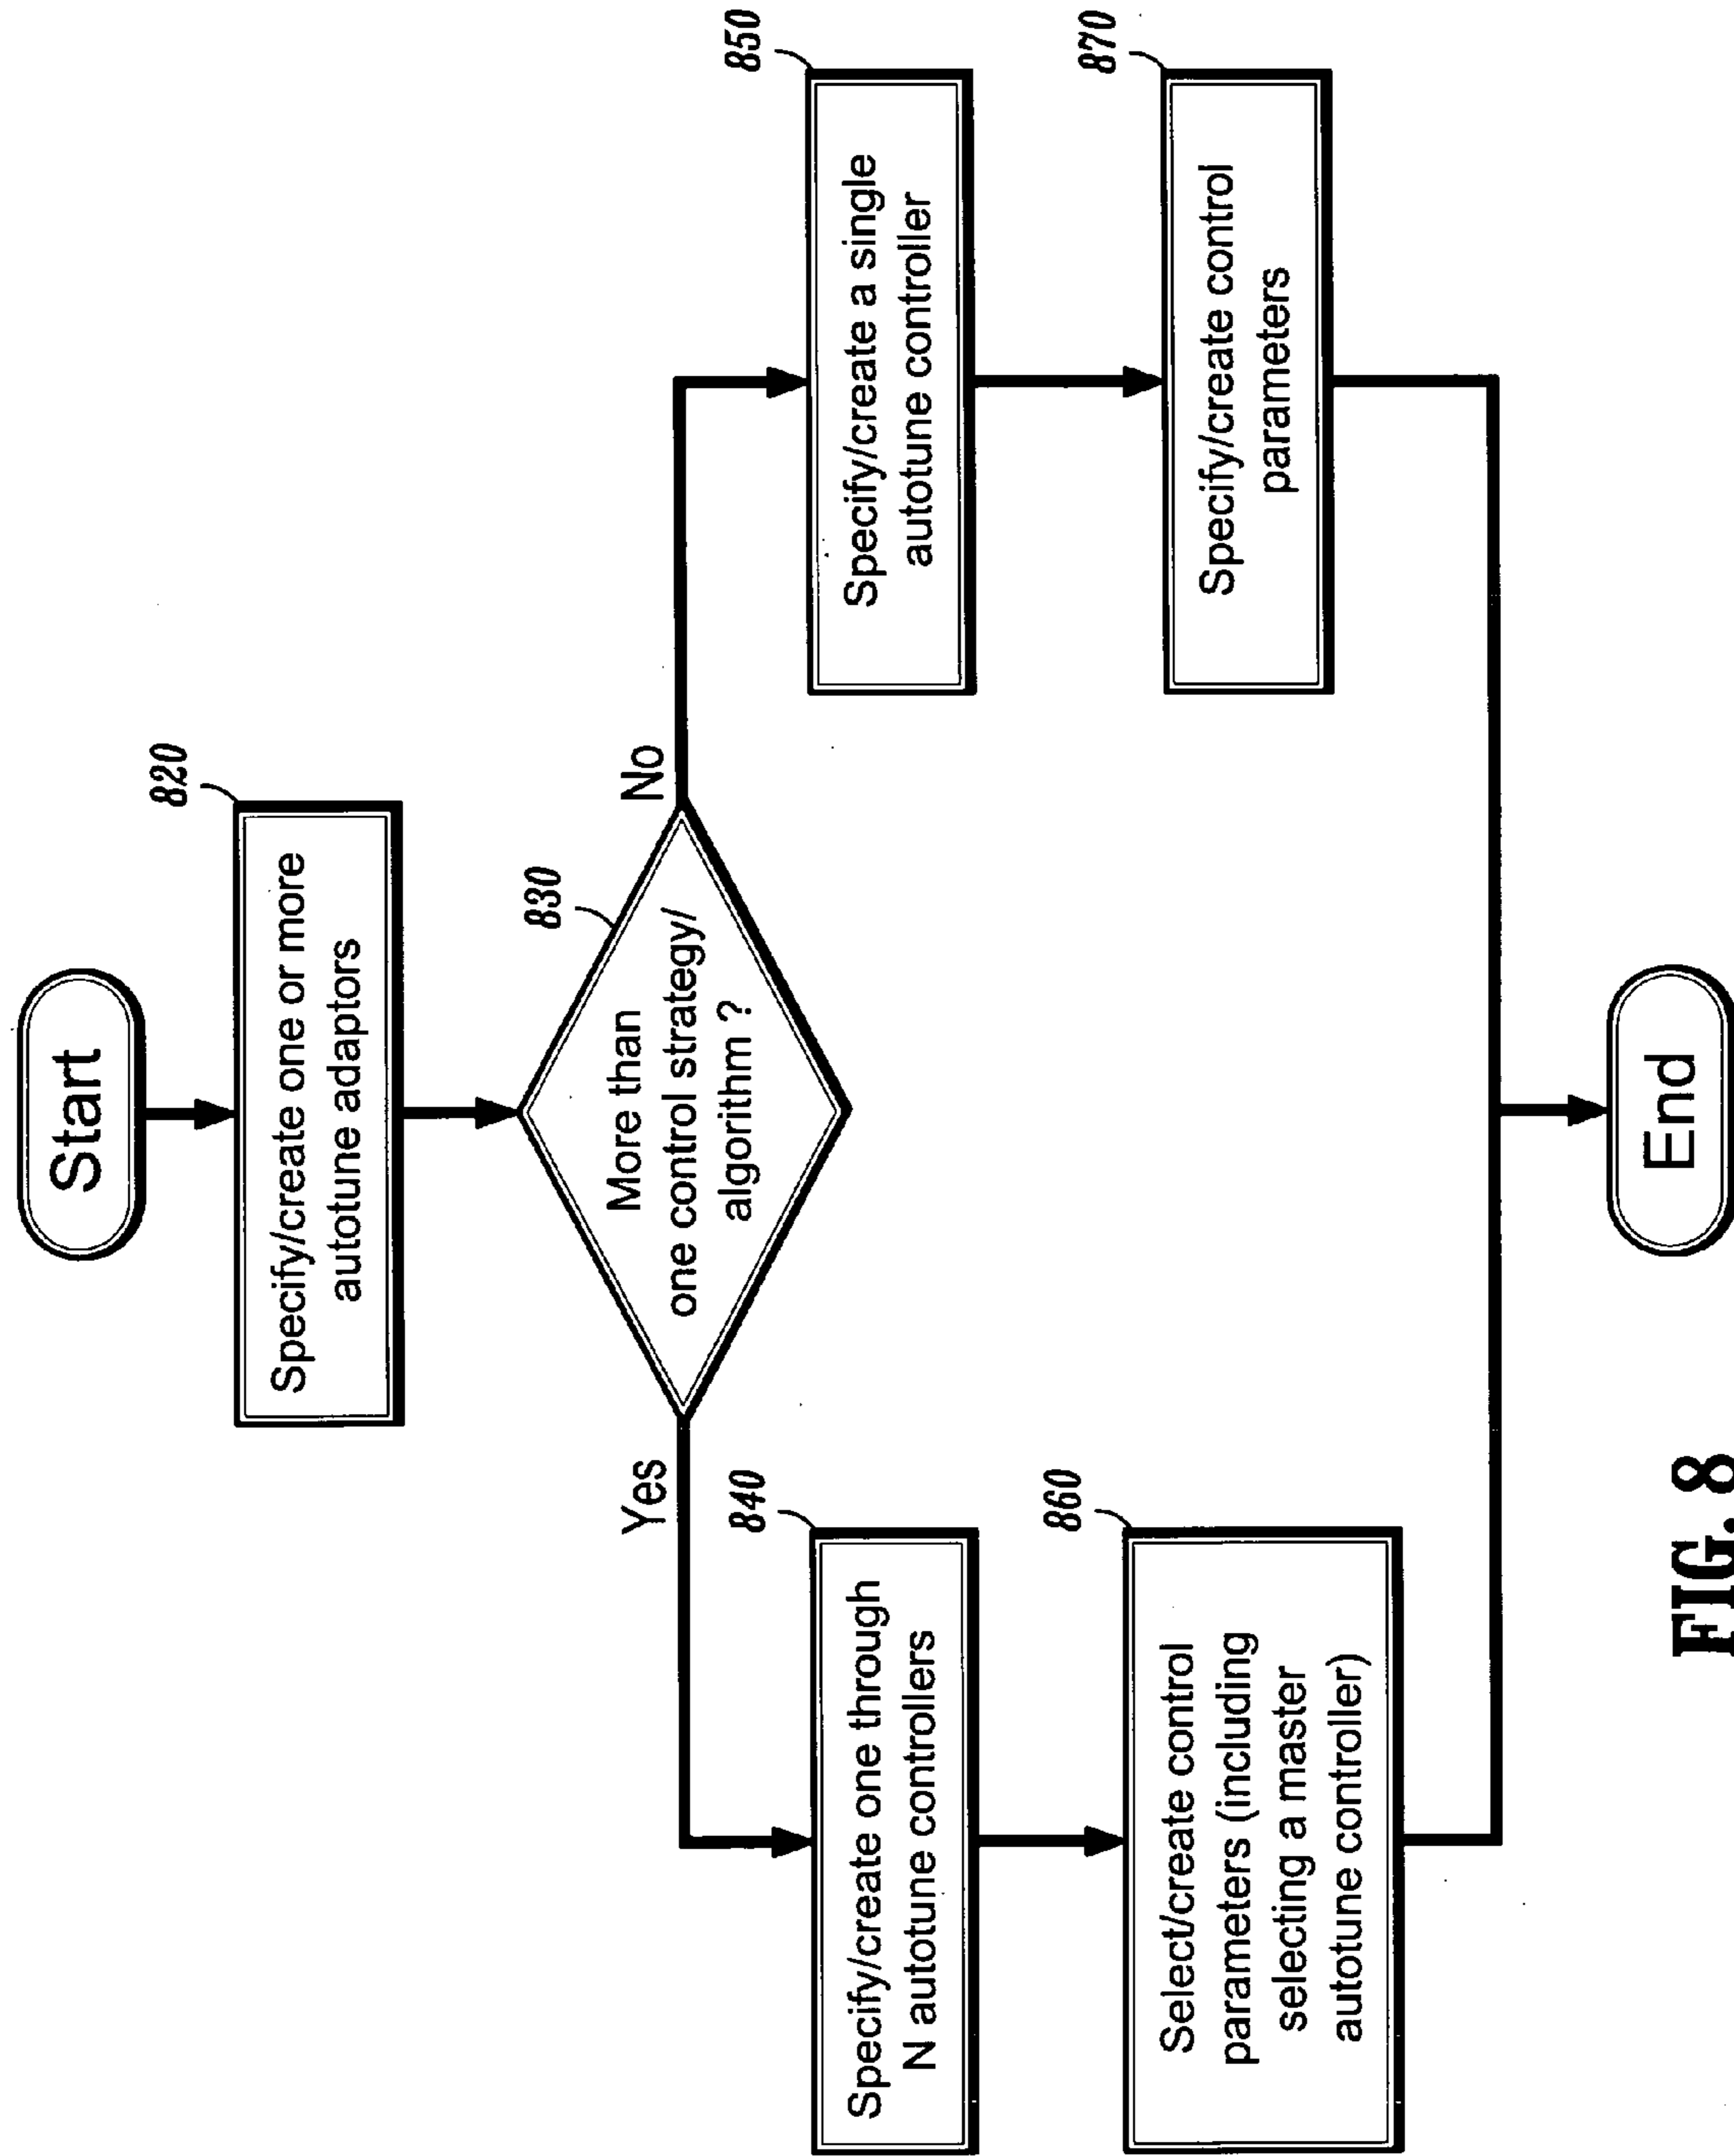 Start
820
Specify/create one or more
autotune adaptors
830
More than
one control strategy/
algorithm ?
Yes
No
840
Specify/create one through
N autotune controllers
850
Specify/create a single
autotune controller
860
Select/create control
parameters (including
selecting a master
autotune controller)
870
Specify/create control
parameters
End
FIG. 8